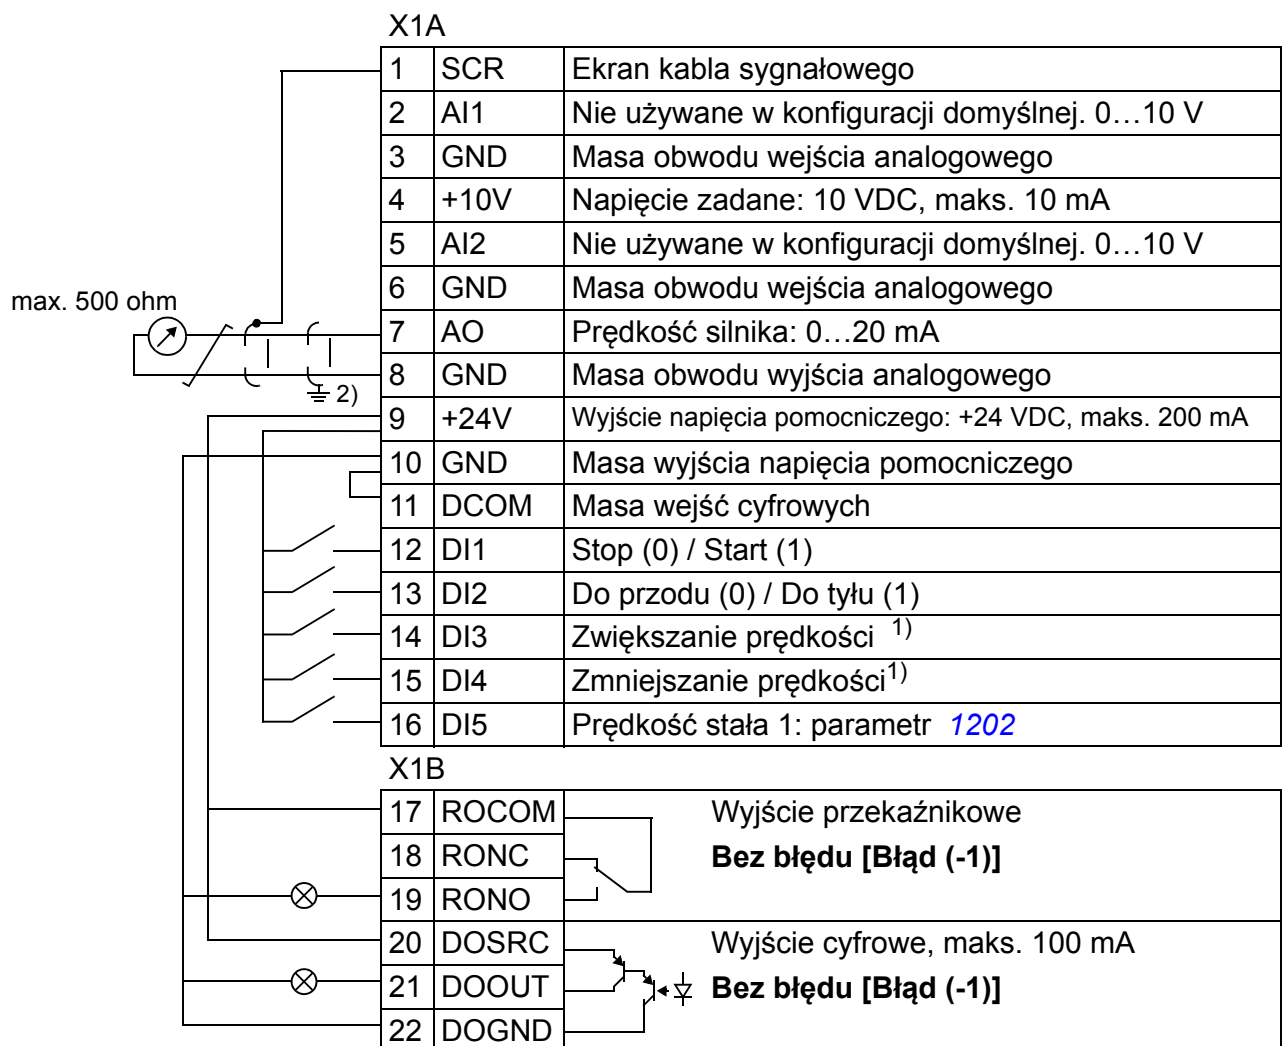 X1A
1 SCR Ekran kabla sygnałowego
2 AI1 Nie używane w konfiguracji domyślnej. 0…10 V
3 GND Masa obwodu wejścia analogowego
4 +10V Napięcie zadane: 10 VDC, maks. 10 mA
5 AI2 Nie używane w konfiguracji domyślnej. 0…10 V
6 GND Masa obwodu wejścia analogowego
max. 500 ohm
7 AO Prędkość silnika: 0…20 mA
8 GND Masa obwodu wyjścia analogowego
2)
9 +24V Wyjście napięcia pomocniczego: +24 VDC, maks. 200 mA
10 GND Masa wyjścia napięcia pomocniczego
11 DCOM Masa wejść cyfrowych
12 DI1 Stop (0) / Start (1)
13 DI2 Do przodu (0) / Do tyłu (1)
14 DI3 Zwiększanie prędkości 1)
15 DI4 Zmniejszanie prędkości1)
16 DI5 Prędkość stała 1: parametr 1202
X1B
17 ROCOM Wyjście przekaźnikowe
18 RONC Bez błędu [Błąd (-1)]
19 RONO
20 DOSRC Wyjście cyfrowe, maks. 100 mA
21 DOOUT Bez błędu [Błąd (-1)]
22 DOGND